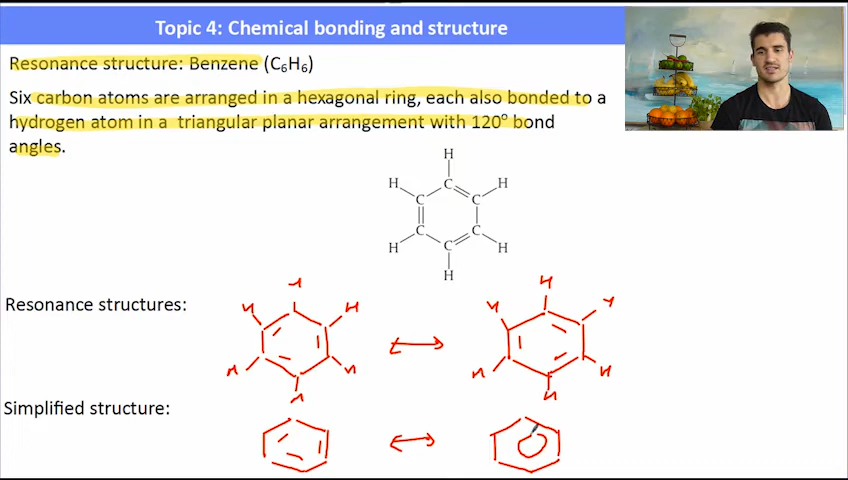 Topic 4: Chemical bonding and structure
Resonance structure: Benzene (C₆H₆)
Six carbon atoms are arranged in a hexagonal ring, each also bonded to a
hydrogen atom in a triangular planar arrangement with 120° bond
angles.
H
H H
C
C C
C C
C
H H
H
Resonance structures:
H H
H H H H
H H H H
H H
Simplified structure: